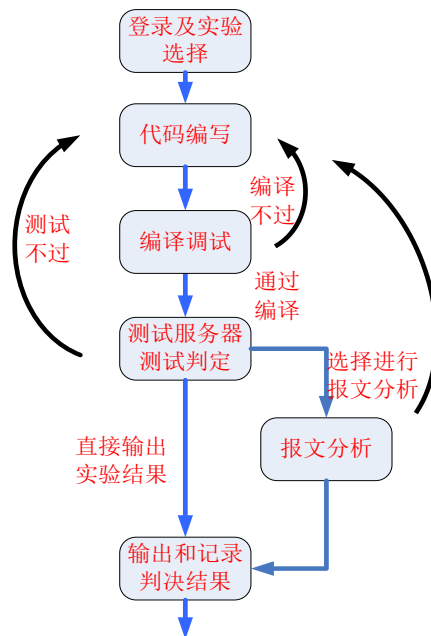 登录及实验
选择
代码编写
编译
不过
测试
不过
编译调试
通过
编译
测试服务器
测试判定
选择进行
报文分析
直接输出
实验结果
报文分析
输出和记录
判决结果